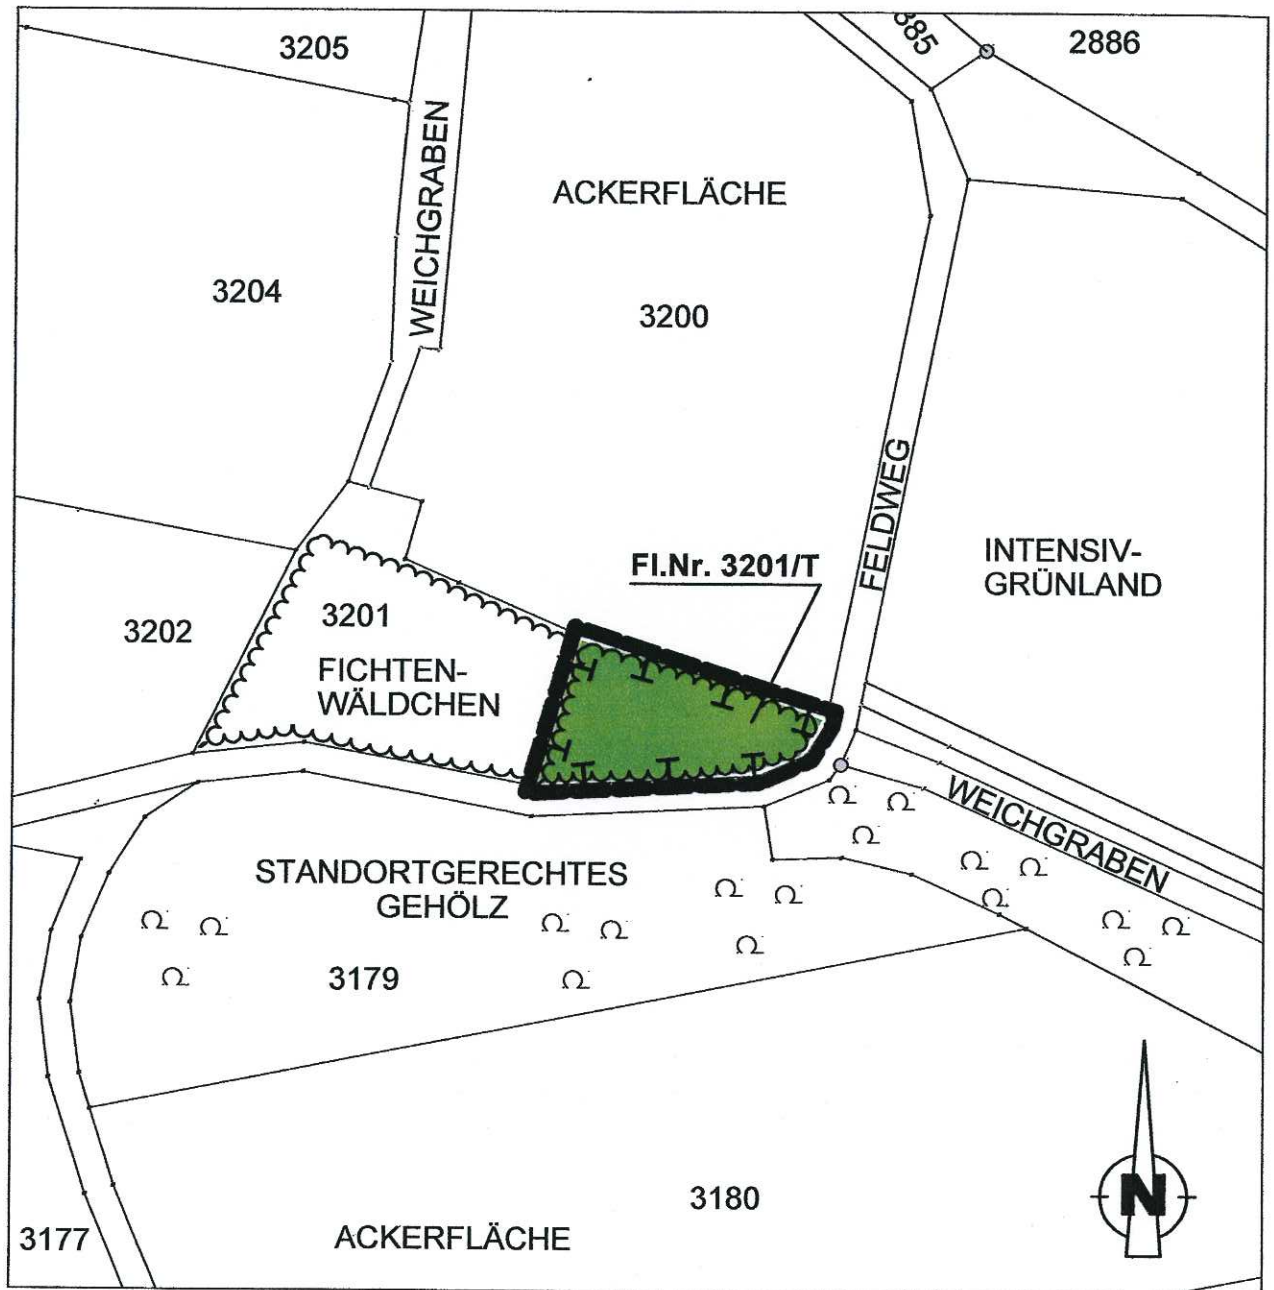 3205
885
2886
WEICHGRABEN
ACKERFLÄCHE
3204
3200
FELDWEG
Fl.Nr. 3201/T
INTENSIV-
GRÜNLAND
3202
3201
FICHTEN-
WÄLDCHEN
WEICHGRABEN
STANDORTGERECHTES
GEHÖLZ
3179
3180
N
3177
ACKERFLÄCHE